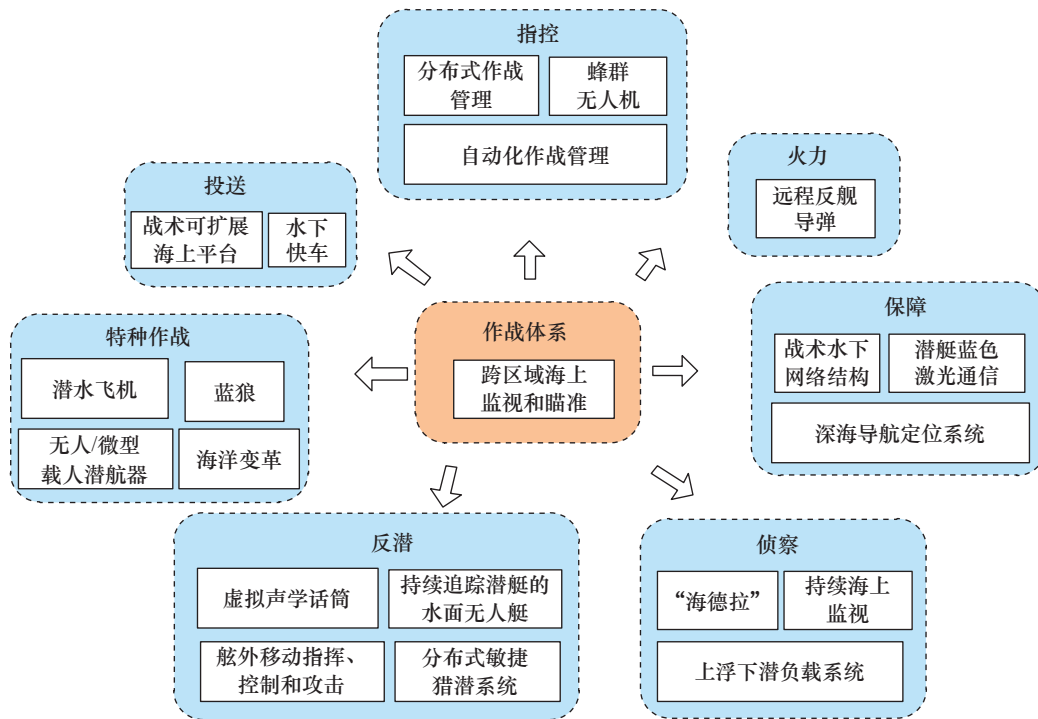 指控
分布式作战
管理
蜂群
无人机
自动化作战管理
火力
远程反舰
导弹
投送
战术可扩展
海上平台
水下
快车
作战体系
跨区域海上
监视和瞄准
保障
战术水下
网络结构
潜艇蓝色
激光通信
深海导航定位系统
特种作战
潜水飞机
蓝狼
无人/微型
载人潜航器
海洋变革
反潜
虚拟声学话筒
持续追踪潜艇的
水面无人艇
舷外移动指挥、
控制和攻击
分布式敏捷
猎潜系统
侦察
“海德拉”
持续海上
监视
上浮下潜负载系统